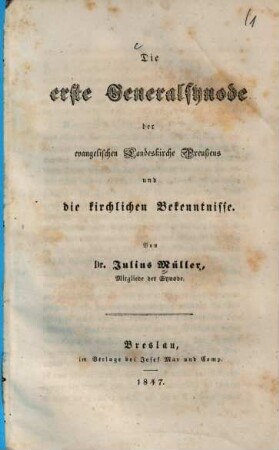 Die
erste Generalsynode
der
evangelischen Landeskirche Preußens
und
die kirchlichen Bekenntnisse.
Von
Dr. Julius Müller,
Mitgliede der Synode.
Breslau,
im Verlage bei Josef Max und Comp.
1847.